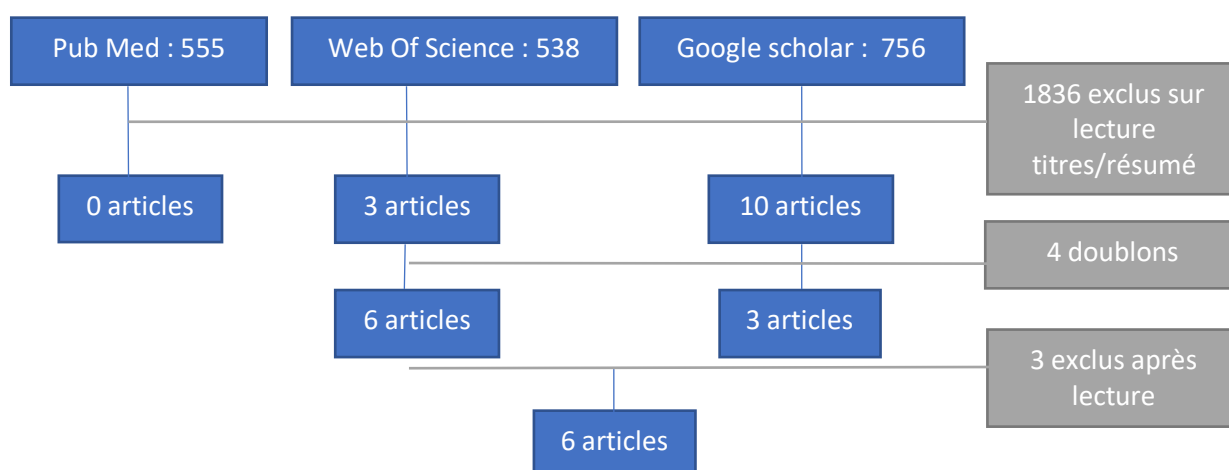 Pub Med : 555
Web Of Science : 538
Google scholar :  756
1836 exclus sur
lecture
titres/résumé
0 articles
3 articles
10 articles
4 doublons
6 articles
3 articles
3 exclus après
lecture
6 articles